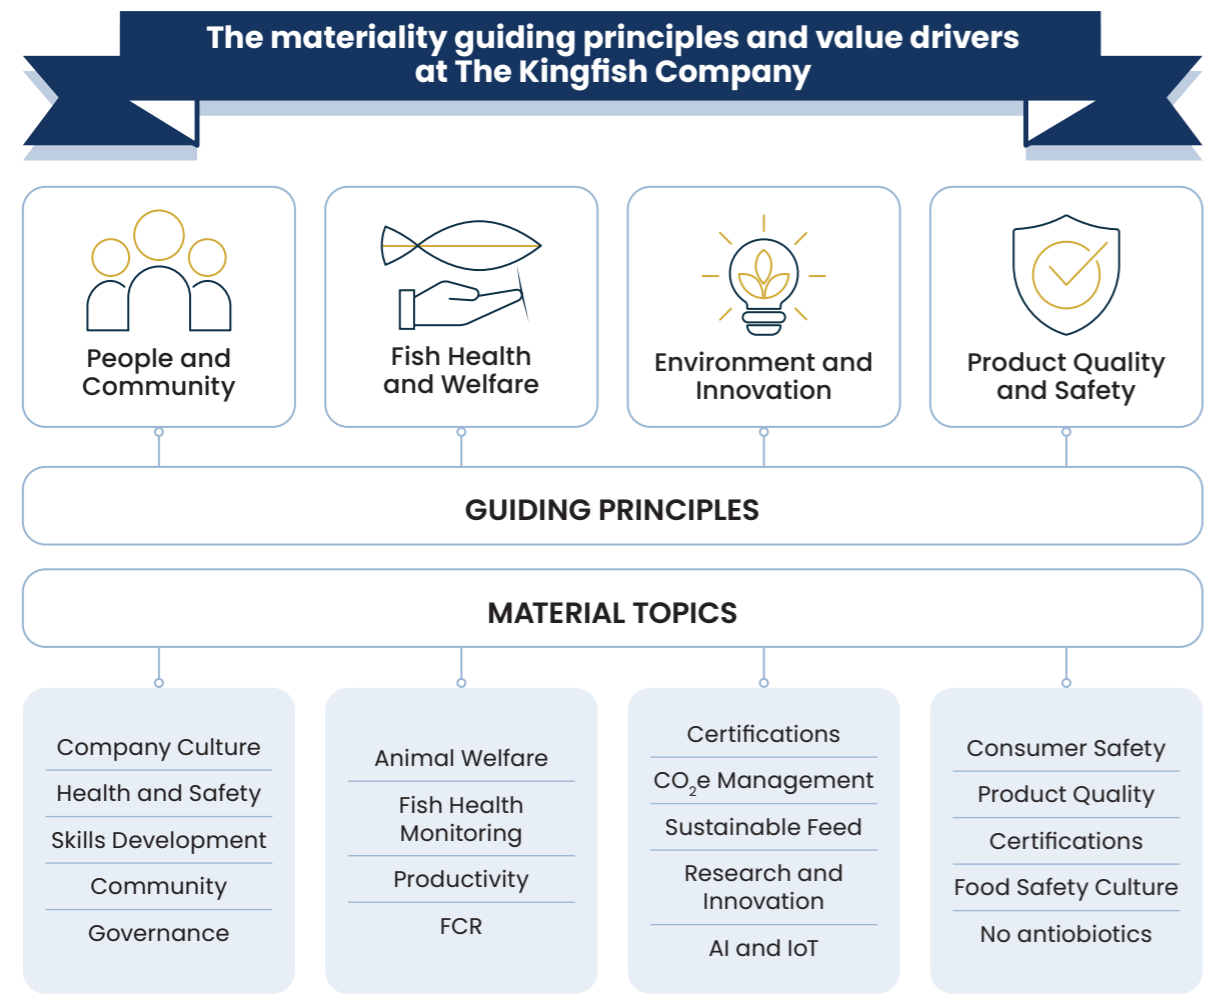 The materiality guiding principles and value drivers
at The Kingfish Company
People and
Community
Fish Health
and Welfare
Environment and
Innovation
Product Quality
and Safety
GUIDING PRINCIPLES
MATERIAL TOPICS
Company Culture
Health and Safety
Skills Development
Community
Governance
Animal Welfare
Fish Health
Monitoring
Productivity
FCR
Certifications
CO₂e Management
Sustainable Feed
Research and
Innovation
AI and IoT
Consumer Safety
Product Quality
Certifications
Food Safety Culture
No antiobiotics